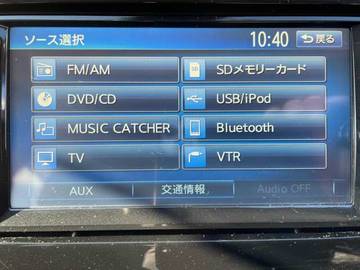 ソース選択
10:40
戻る
FM/AM
SDメモリーカード
DVD/CD
USB/iPod
MUSIC CATCHER
Bluetooth
TV
VTR
AUX
交通情報
Audio OFF